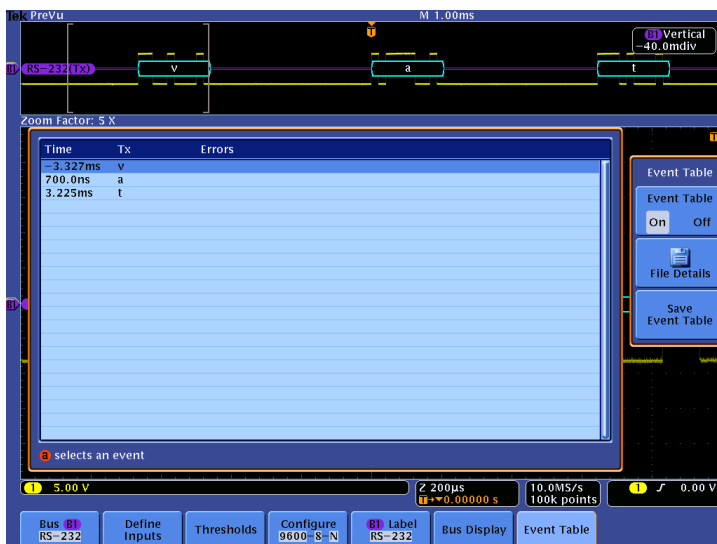 Tek PreVu M 1.00ms
B1 Vertical
-40.0mdiv
B1 RS-232(Tx) v a t
Zoom Factor: 5 X
Time Tx Errors
-3.327ms v
700.0ns a
3.225ms t
Event Table
Event Table
On Off
File Details
Save
Event Table
B1
a selects an event
1 5.00 V
Z 200µs
T→▼0.00000 s
10.0MS/s
100k points
1 0.00 V
Bus B1
RS-232
Define
Inputs
Thresholds
Configure
9600-8-N
B1 Label
RS-232
Bus Display
Event Table